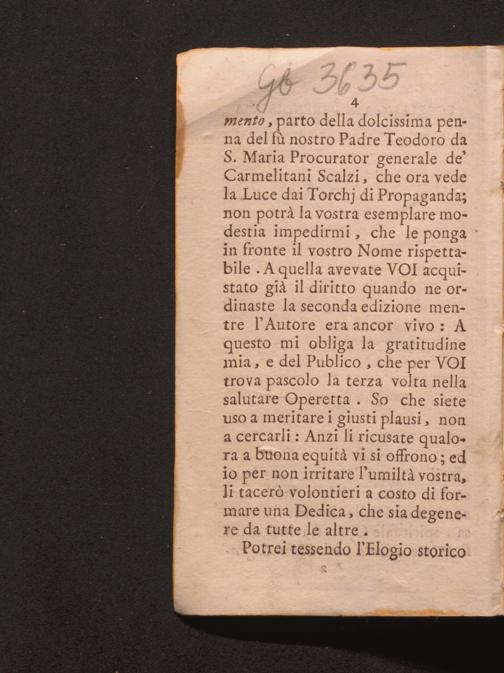 Gb 3635
4
mento, parto della dolcissima pen-
na del fù nostro Padre Teodoro da
S. Maria Procurator generale de'
Carmelitani Scalzi, che ora vede
la Luce dai Torchj di Propaganda;
non potrà la vostra esemplare mo-
destia impedirmi, che le ponga
in fronte il vostro Nome rispetta-
bile. A quella avevate VOI acqui-
stato già il diritto quando ne or-
dinaste la seconda edizione men-
tre l'Autore era ancor vivo: A
questo mi obliga la gratitudine
mia, e del Publico, che per VOI
trova pascolo la terza volta nella
salutare Operetta. So che siete
uso a meritare i giusti plausi, non
a cercarli: Anzi li ricusate qualo-
ra a buona equità vi si offrono; ed
io per non irritare l'umiltà vostra,
li tacerò volontieri a costo di for-
mare una Dedica, che sia degene-
re da tutte le altre.
Potrei tessendo l'Elogio storico